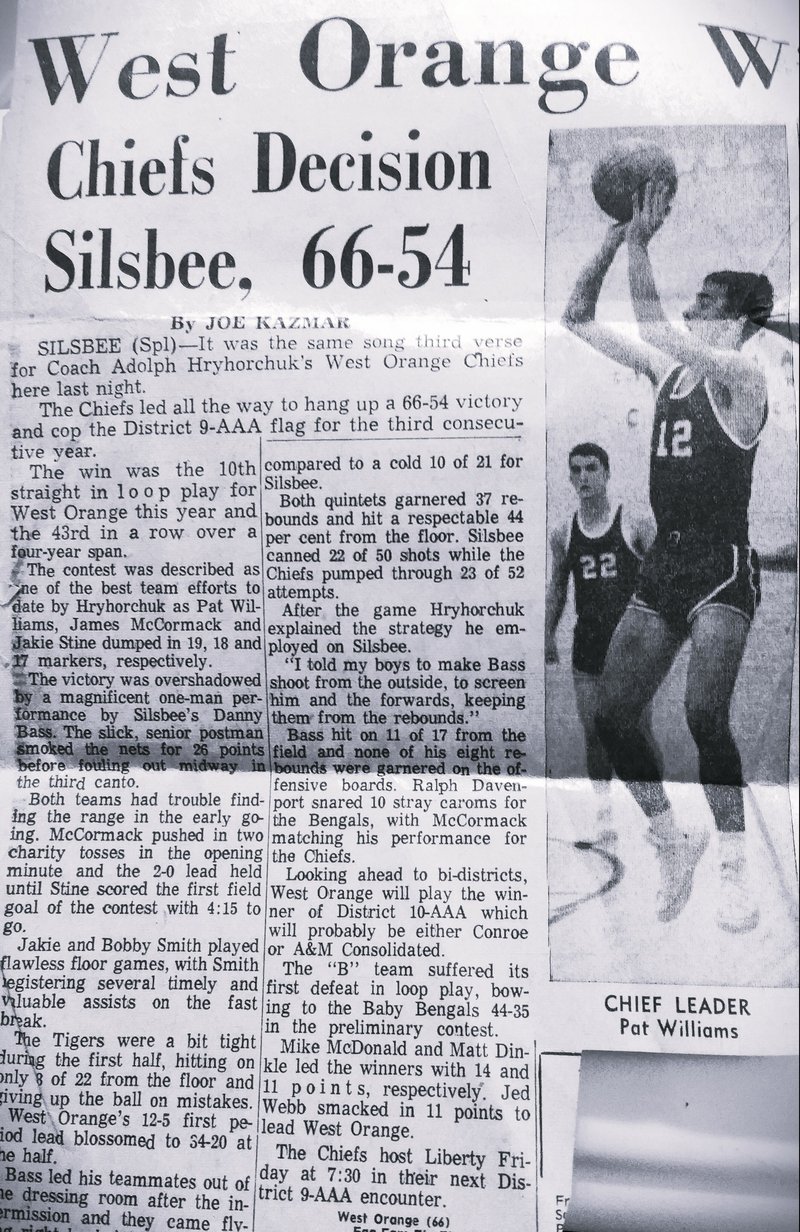 West Orange W
Chiefs Decision
Silsbee, 66-54
By JOE KAZMAR
SILSBEE (Spl)—It was the same song third verse
for Coach Adolph Hryhorchuk's West Orange Chiefs
here last night.
The Chiefs led all the way to hang up a 66-54 victory
and cop the District 9-AAA flag for the third consecu-
tive year.
The win was the 10th
straight in loop play for
West Orange this year and
the 43rd in a row over a
four-year span.
The contest was described as
one of the best team efforts to
date by Hryhorchuk as Pat Wil-
liams, James McCormack and
Jakie Stine dumped in 19, 18 and
17 markers, respectively.
The victory was overshadowed
by a magnificent one-man per-
formance by Silsbee's Danny
Bass. The slick, senior postman
smoked the nets for 26 points
before fouling out midway in
the third canto.
Both teams had trouble find-
ing the range in the early go-
ing. McCormack pushed in two
charity tosses in the opening
minute and the 2-0 lead held
until Stine scored the first field
goal of the contest with 4:15 to
go.
Jakie and Bobby Smith played
flawless floor games, with Smith
registering several timely and
valuable assists on the fast
break.
The Tigers were a bit tight
during the first half, hitting on
only 8 of 22 from the floor and
giving up the ball on mistakes.
West Orange's 12-5 first pe-
riod lead blossomed to 34-20 at
the half.
Bass led his teammates out of
the dressing room after the in-
termission and they came fly-
compared to a cold 10 of 21 for
Silsbee.
Both quintets garnered 37 re-
bounds and hit a respectable 44
per cent from the floor. Silsbee
canned 22 of 50 shots while the
Chiefs pumped through 23 of 52
attempts.
After the game Hryhorchuk
explained the strategy he em-
ployed on Silsbee.
"I told my boys to make Bass
shoot from the outside, to screen
him and the forwards, keeping
them from the rebounds."
Bass hit on 11 of 17 from the
field and none of his eight re-
bounds were garnered on the of-
fensive boards. Ralph Daven-
port snared 10 stray caroms for
the Bengals, with McCormack
matching his performance for
the Chiefs.
Looking ahead to bi-districts,
West Orange will play the win-
ner of District 10-AAA which
will probably be either Conroe
or A&M Consolidated.
The "B" team suffered its
first defeat in loop play, bow-
ing to the Baby Bengals 44-35
in the preliminary contest.
Mike McDonald and Matt Din-
kle led the winners with 14 and
11 points, respectively. Jed
Webb smacked in 11 points to
lead West Orange.
The Chiefs host Liberty Fri-
day at 7:30 in their next Dis-
trict 9-AAA encounter.
West Orange (66)
12
22
CHIEF LEADER
Pat Williams